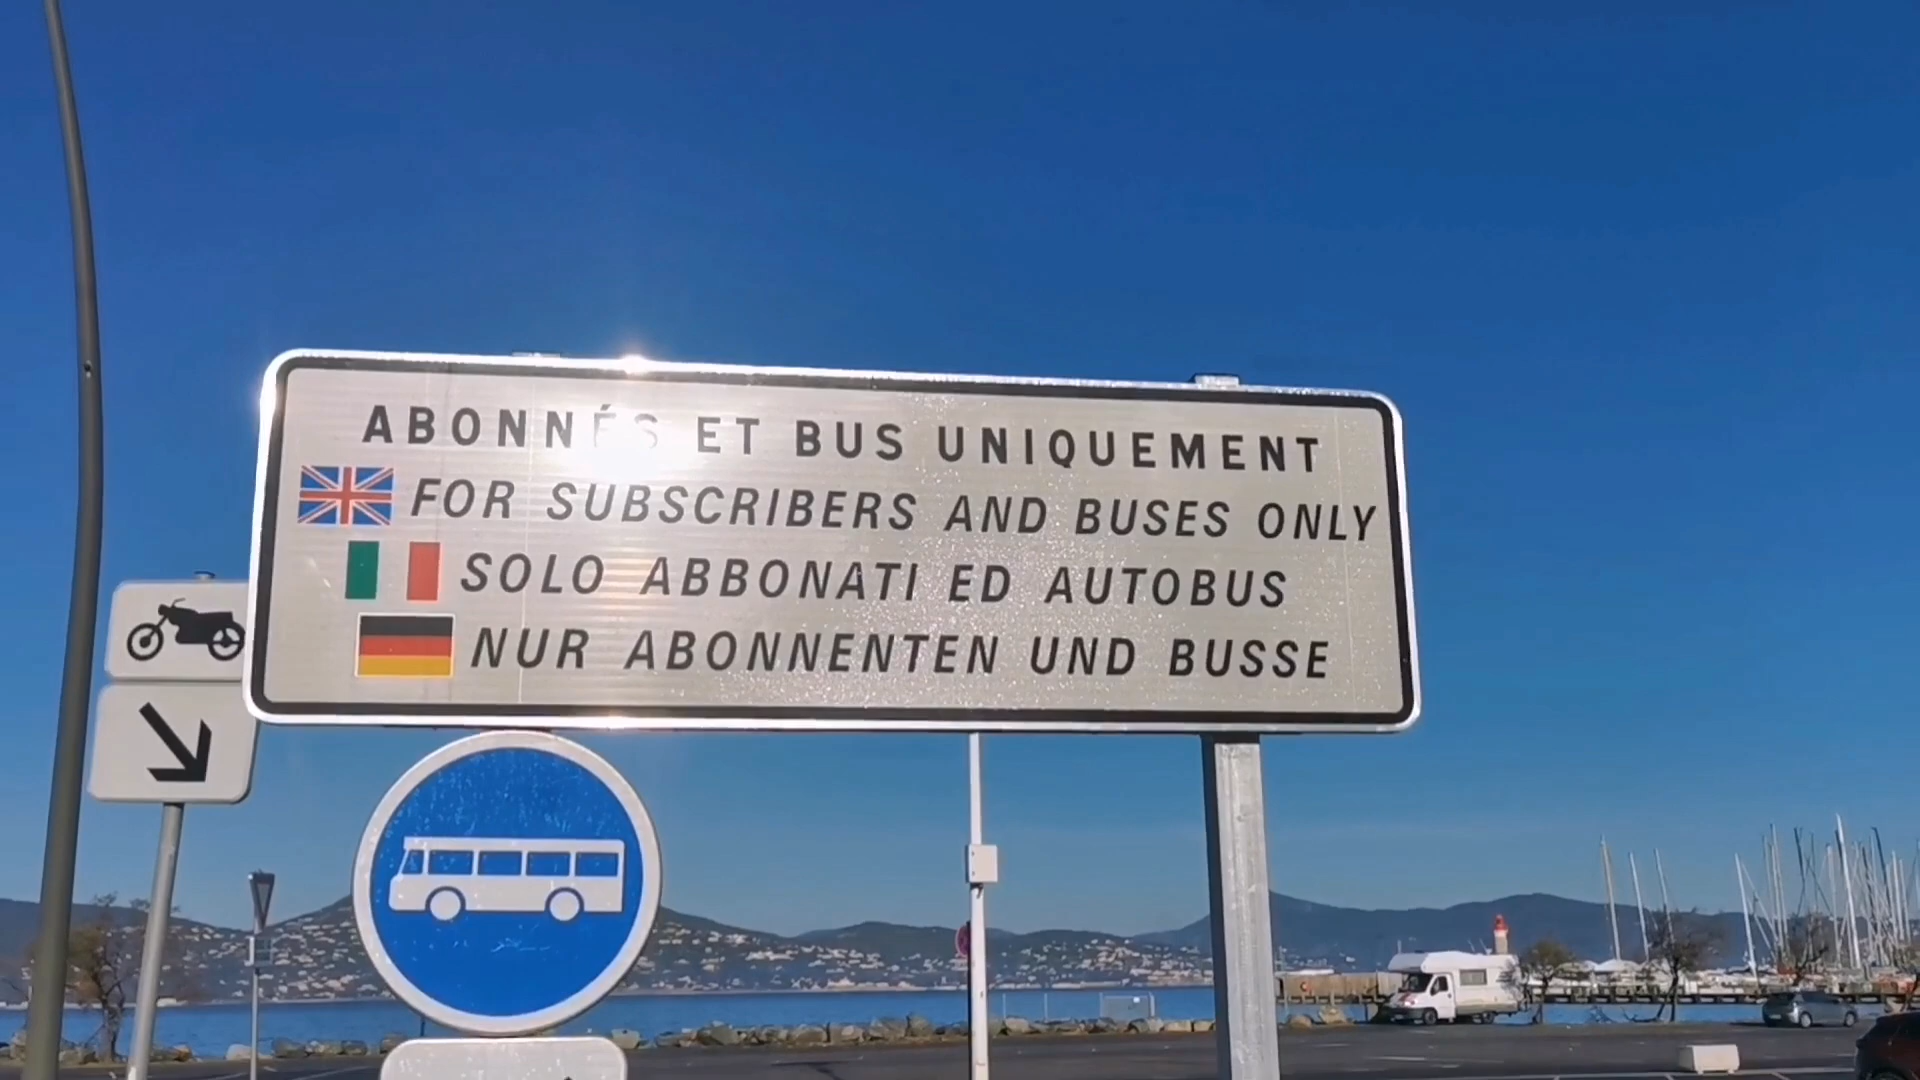 ABONNÉS ET BUS UNIQUEMENT
FOR SUBSCRIBERS AND BUSES ONLY
SOLO ABBONATI ED AUTOBUS
NUR ABONNENTEN UND BUSSE